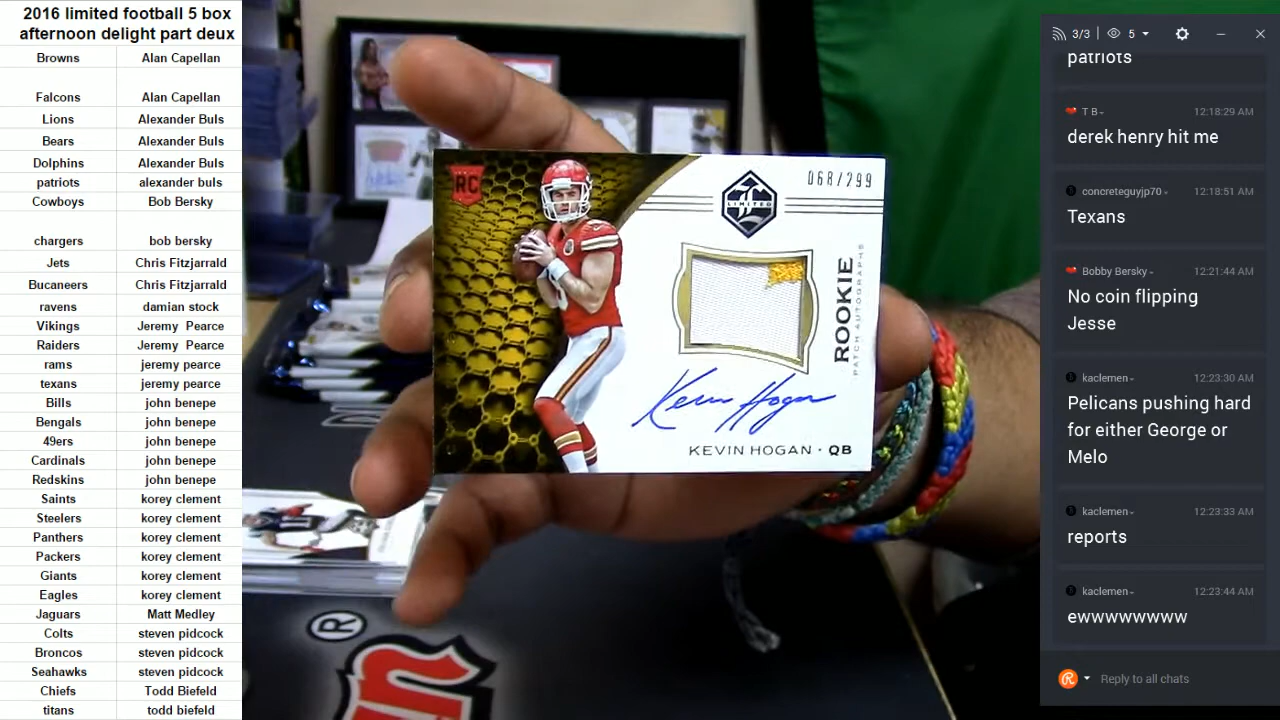 2016 limited football 5 box
afternoon delight part deux
Browns Alan Capellan
Falcons Alan Capellan
Lions Alexander Buls
Bears Alexander Buls
Dolphins Alexander Buls
patriots alexander buls
Cowboys Bob Bersky
chargers bob bersky
Jets Chris Fitzjarrald
Bucaneers Chris Fitzjarrald
ravens damian stock
Vikings Jeremy Pearce
Raiders Jeremy Pearce
rams jeremy pearce
texans jeremy pearce
Bills john benepe
Bengals john benepe
49ers john benepe
Cardinals john benepe
Redskins john benepe
Saints korey clement
Steelers korey clement
Panthers korey clement
Packers korey clement
Giants korey clement
Eagles korey clement
Jaguars Matt Medley
Colts steven pidcock
Broncos steven pidcock
Seahawks steven pidcock
Chiefs Todd Biefeld
titans todd biefeld
RC
LIMITED
068/299
ROOKIE
PATCH AUTOGRAPHS
Kevin Hogan
KEVIN HOGAN · QB
®
3/3 | 5
patriots
T B 12:18:29 AM
derek henry hit me
concreteguyjp70 12:18:51 AM
Texans
Bobby Bersky 12:21:44 AM
No coin flipping
Jesse
kaclemen 12:23:30 AM
Pelicans pushing hard
for either George or
Melo
kaclemen 12:23:33 AM
reports
kaclemen 12:23:44 AM
ewwwwwwww
Reply to all chats